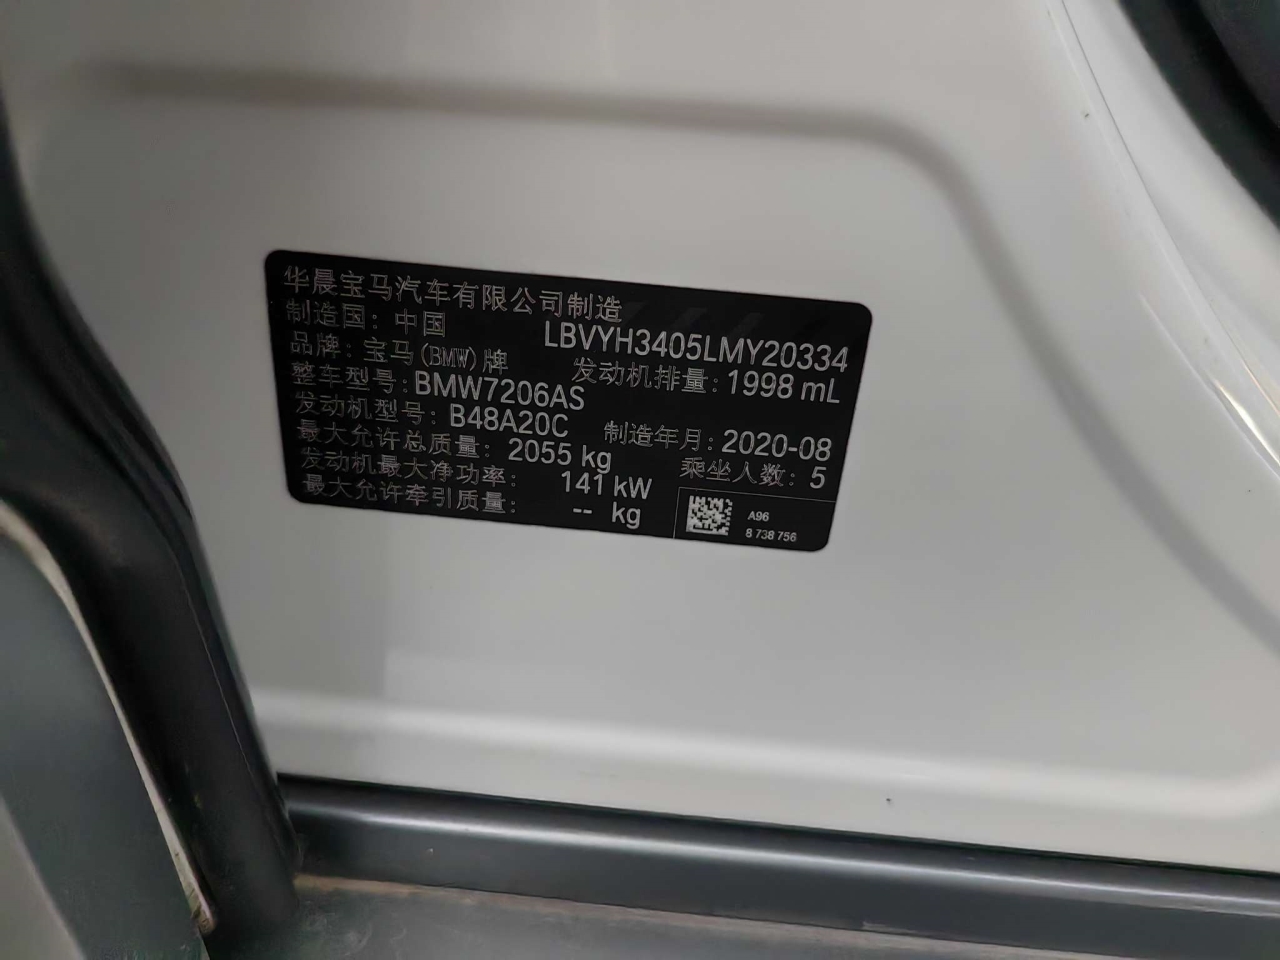 华晨宝马汽车有限公司制造
制造国：中国 LBVYH3405LMY20334
品牌：宝马(BMW)牌 发动机排量：1998 mL
整车型号：BMW7206AS
发动机型号：B48A20C 制造年月：2020-08
最大允许总质量：2055 kg 乘坐人数：5
发动机最大净功率：141 kW
最大允许牵引质量：-- kg
A96
8 738 756